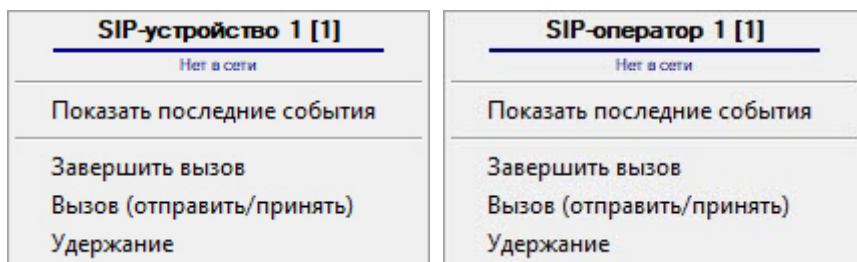 SIP-устройство 1 [1]
Нет в сети
Показать последние события
Завершить вызов
Вызов (отправить/принять)
Удержание
SIP-оператор 1 [1]
Нет в сети
Показать последние события
Завершить вызов
Вызов (отправить/принять)
Удержание